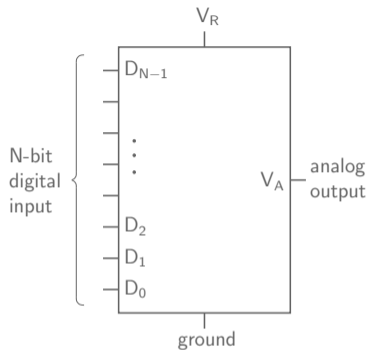 V_R
D_{N−1}
N-bit
digital
input
V_A
analog
output
D_2
D_1
D_0
ground